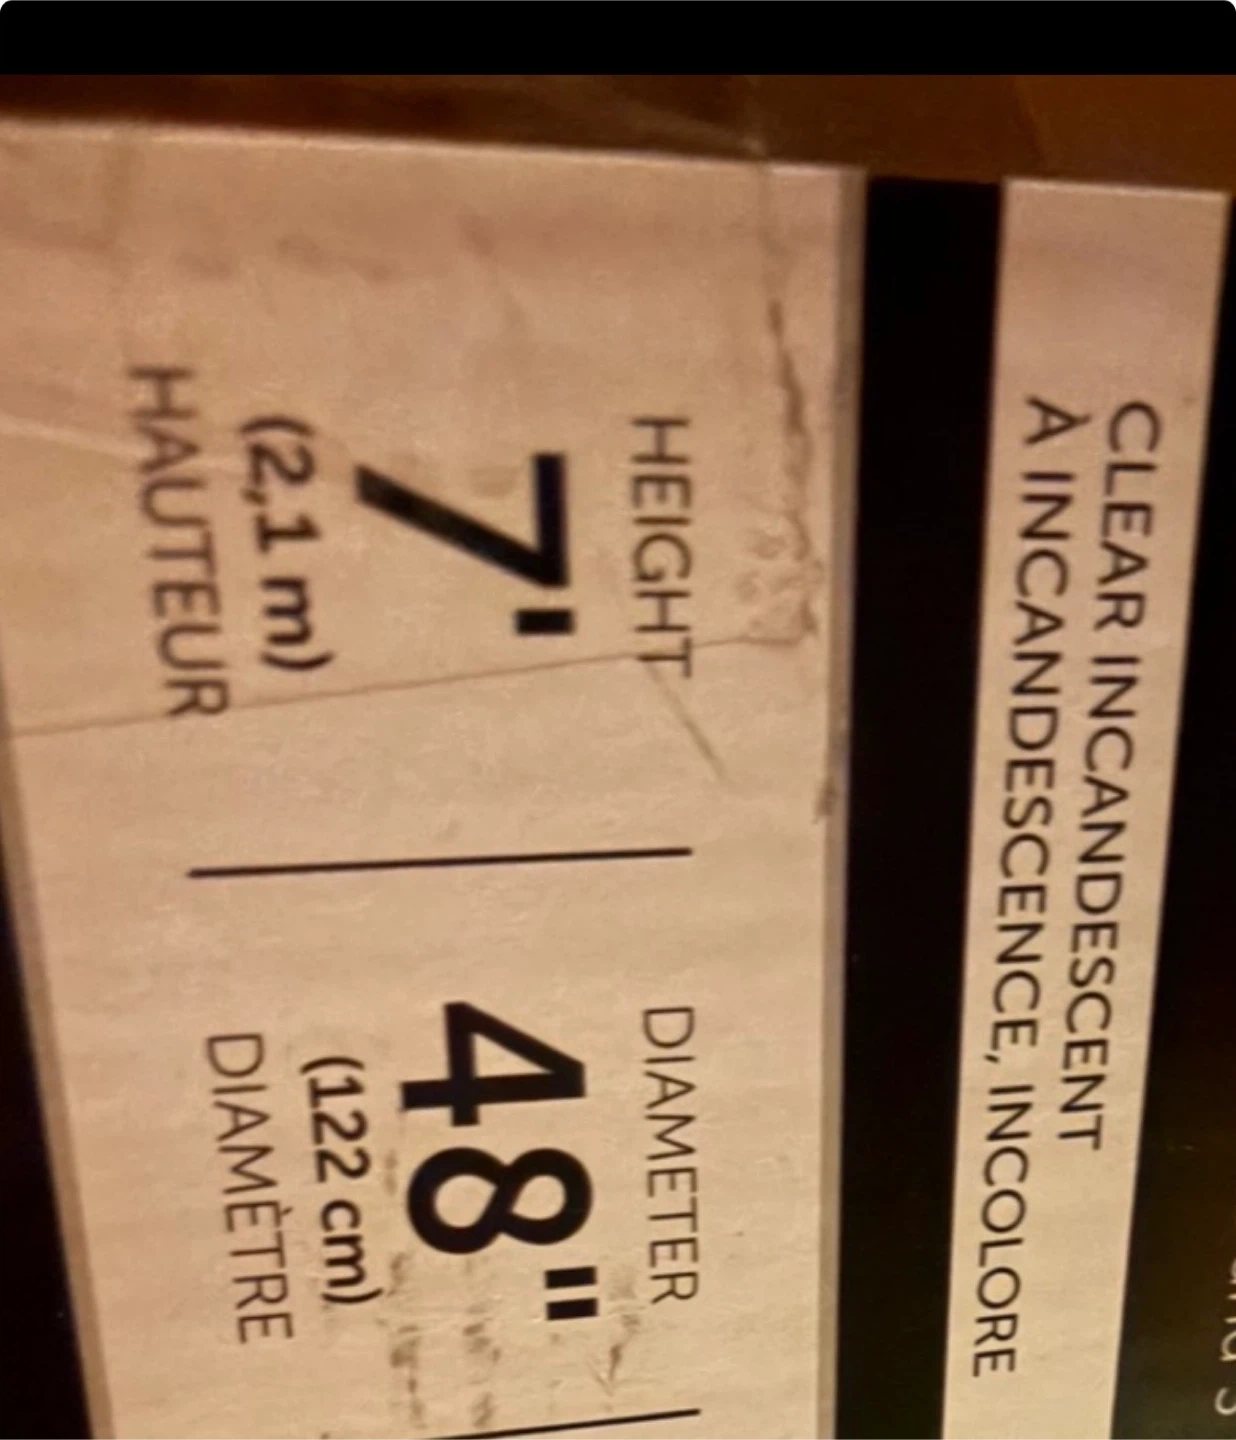 CLEAR INCANDESCENT
À INCANDESCENCE, INCOLORE
HEIGHT
7'
(2,1 m)
HAUTEUR
DIAMETER
48"
(122 cm)
DIAMÈTRE